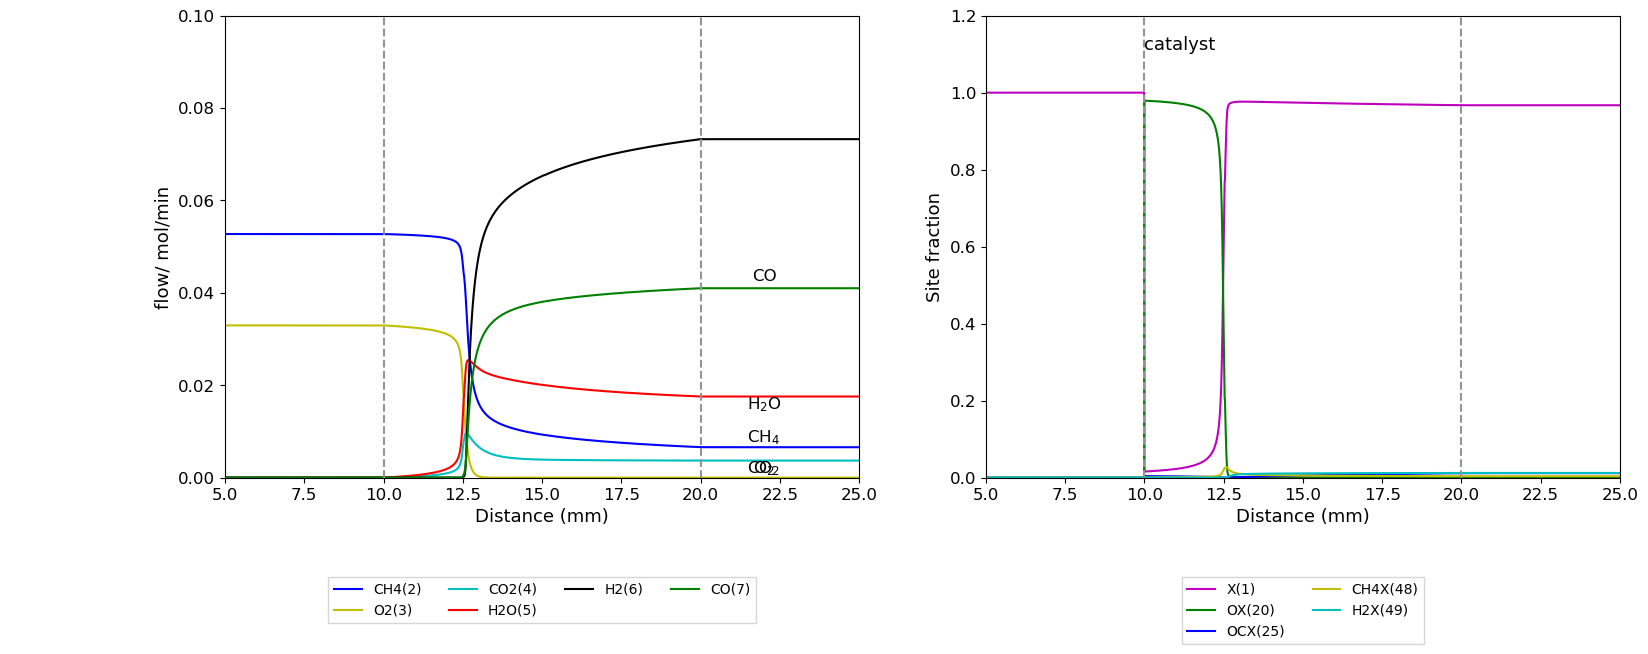 0.10
0.08
0.06
0.04
0.02
0.00
flow/ mol/min
5.0 7.5 10.0 12.5 15.0 17.5 20.0 22.5 25.0
Distance (mm)
CO
H₂O
CH₄
CO₂
O₂
CH4(2) CO2(4) H2(6) CO(7)
O2(3) H2O(5)
1.2
1.0
0.8
0.6
0.4
0.2
0.0
Site fraction
catalyst
5.0 7.5 10.0 12.5 15.0 17.5 20.0 22.5 25.0
Distance (mm)
X(1) CH4X(48)
OX(20) H2X(49)
OCX(25)